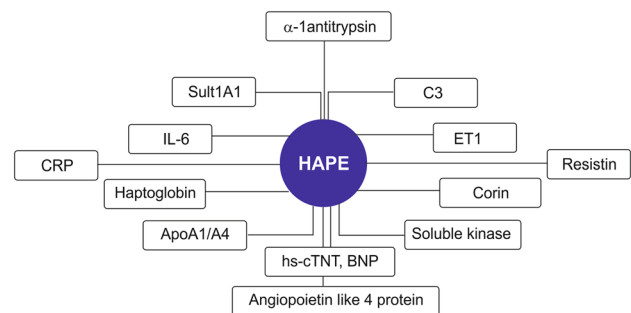 α-1antitrypsin
Sult1A1
C3
IL-6
ET1
CRP
HAPE
Resistin
Haptoglobin
Corin
ApoA1/A4
Soluble kinase
hs-cTNT, BNP
Angiopoietin like 4 protein